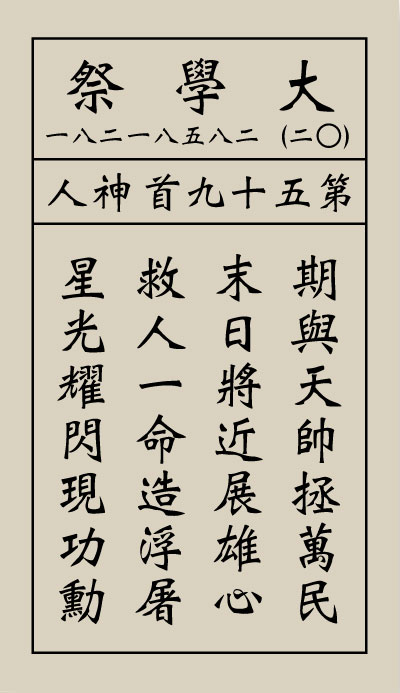 大學祭
(〇二) 二八五八一二八一
第五十九首神人
期與天帥拯萬民
末日將近展雄心
救人一命造浮屠
星光耀閃現功勳